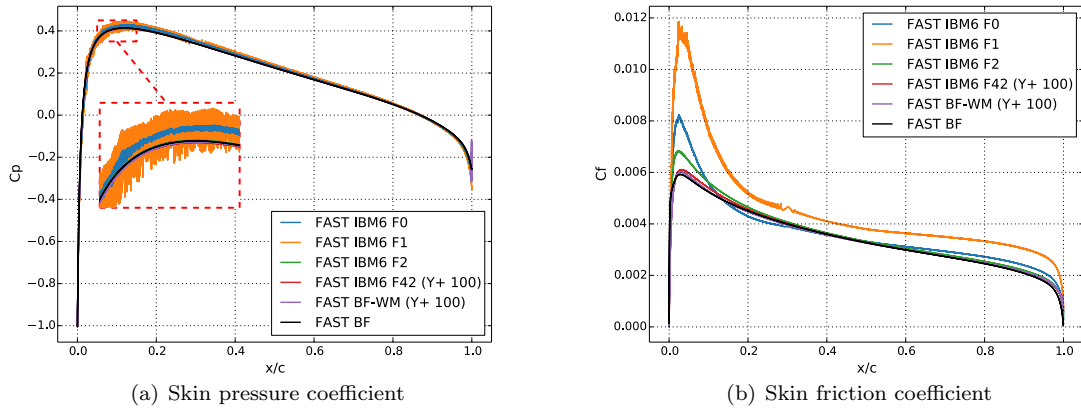 0.4
0.2
0.0
−0.2
−0.4
−0.6
−0.8
−1.0
Cp
FAST IBM6 F0
FAST IBM6 F1
FAST IBM6 F2
FAST IBM6 F42 (Y+ 100)
FAST BF-WM (Y+ 100)
FAST BF
0.0 0.2 0.4 0.6 0.8 1.0
x/c
(a) Skin pressure coefficient
0.012
0.010
0.008
0.006
0.004
0.002
0.000
Cf
FAST IBM6 F0
FAST IBM6 F1
FAST IBM6 F2
FAST IBM6 F42 (Y+ 100)
FAST BF-WM (Y+ 100)
FAST BF
0.0 0.2 0.4 0.6 0.8 1.0
x/c
(b) Skin friction coefficient